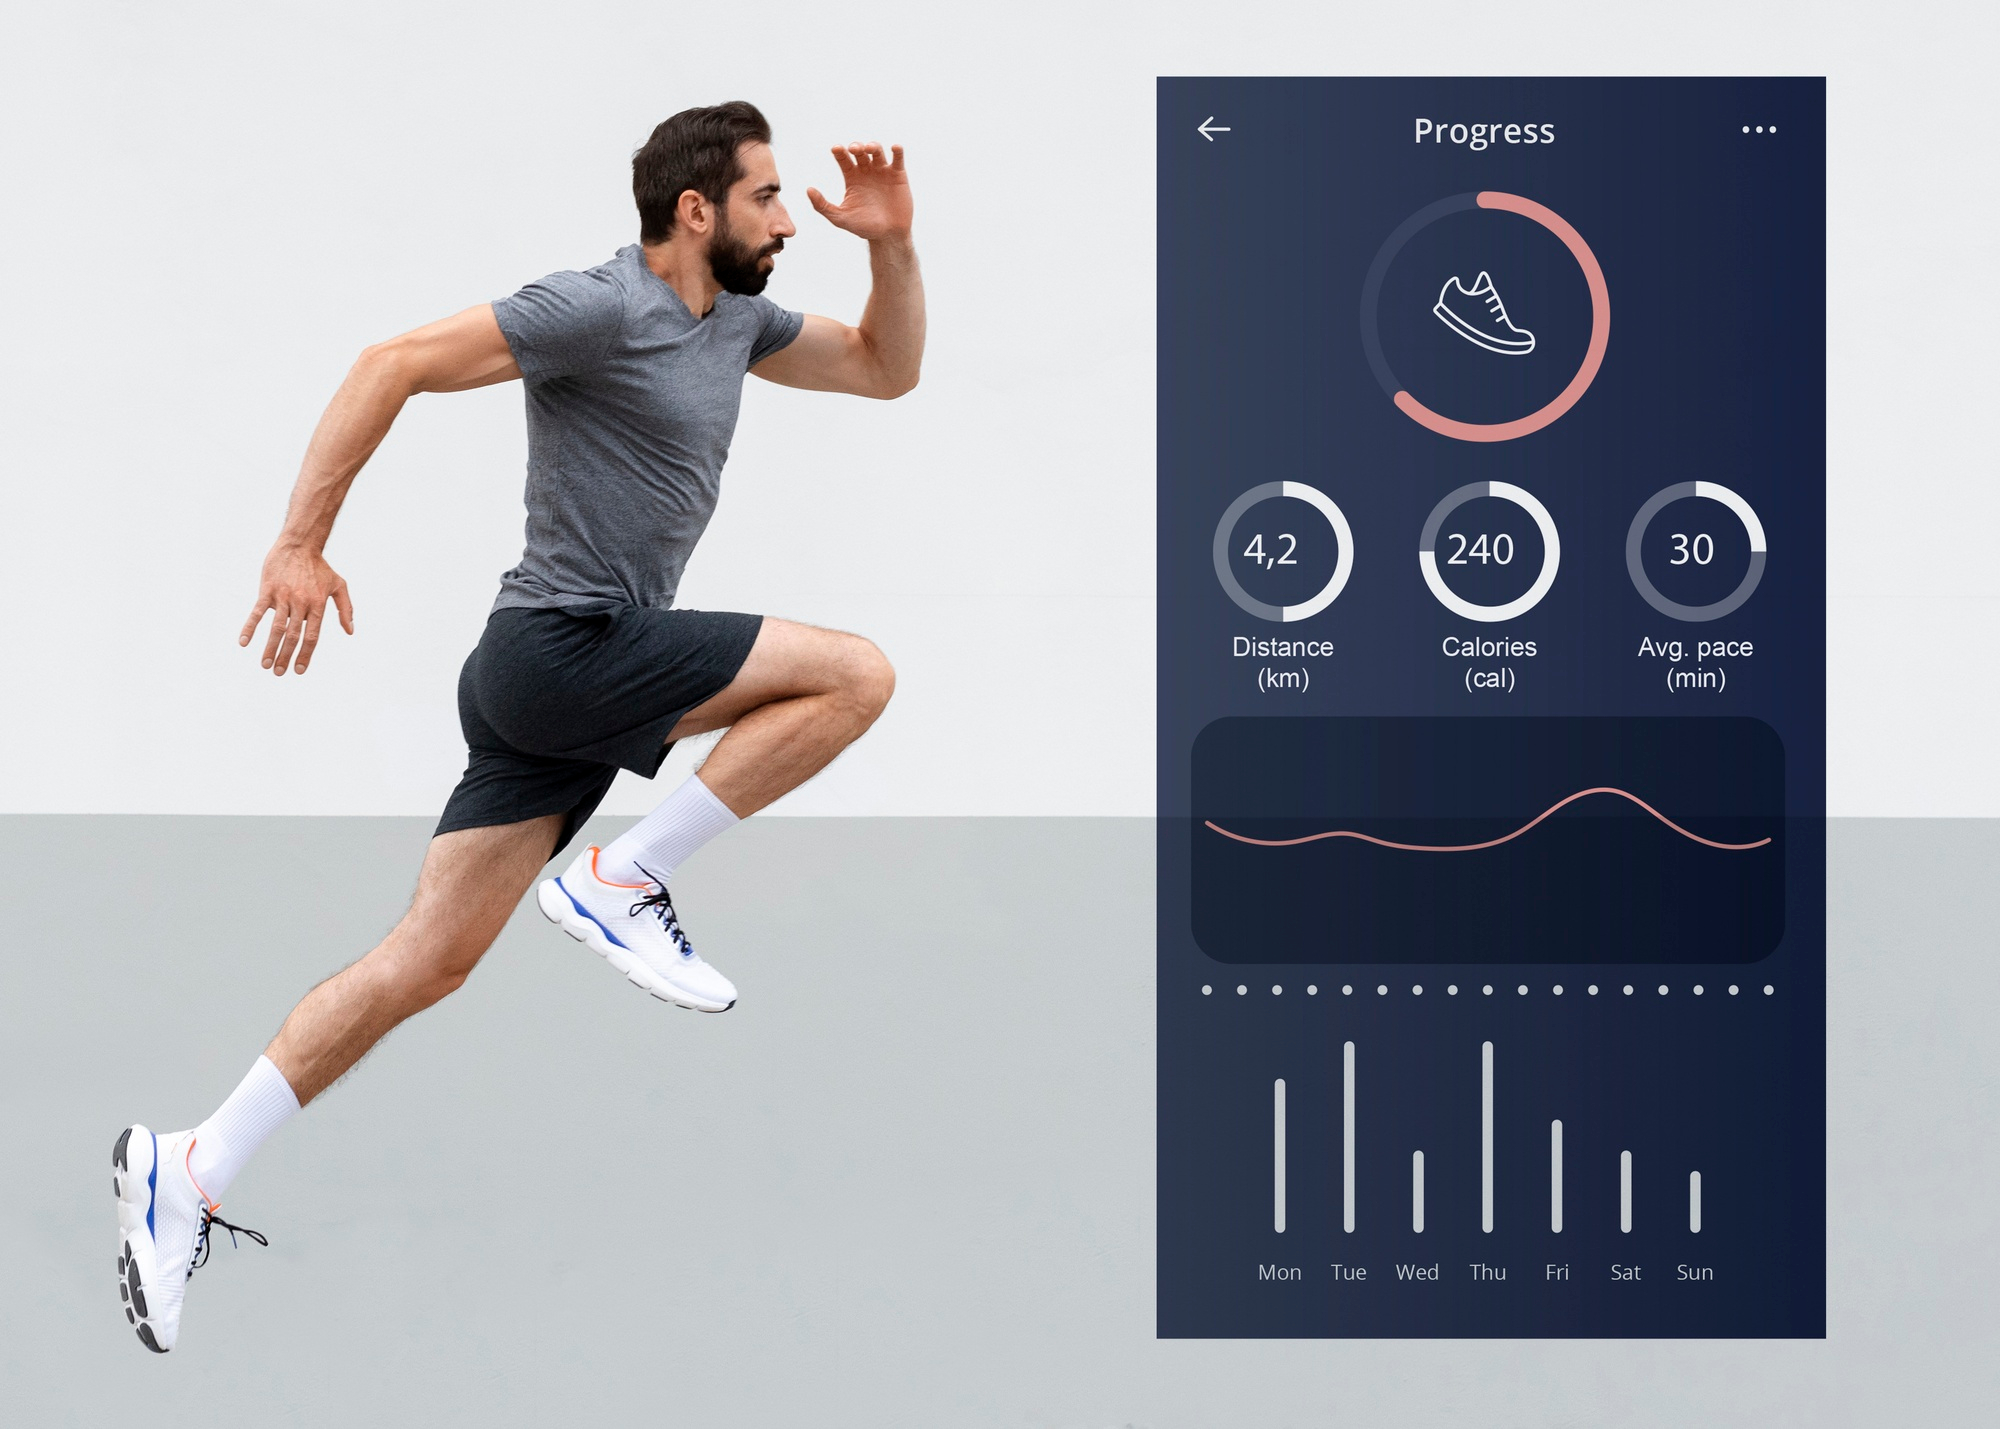 Progress
4,2
240
30
Distance
(km)
Calories
(cal)
Avg. pace
(min)
Mon Tue Wed Thu Fri Sat Sun